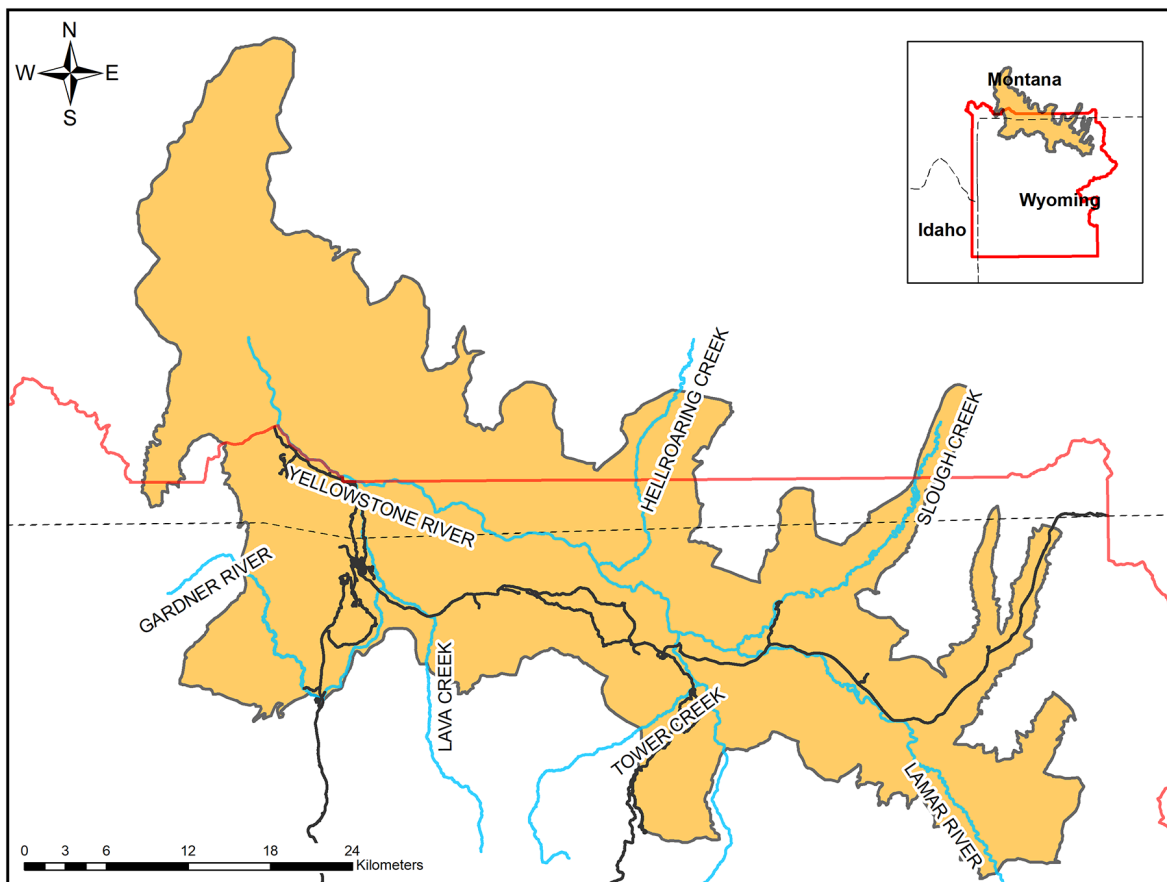 N
W E
S
Montana
Wyoming
Idaho
HELLROARING CREEK
SLOUGH CREEK
YELLOWSTONE RIVER
GARDNER RIVER
LAVA CREEK
TOWER CREEK
LAMAR RIVER
0 3 6 12 18 24
Kilometers